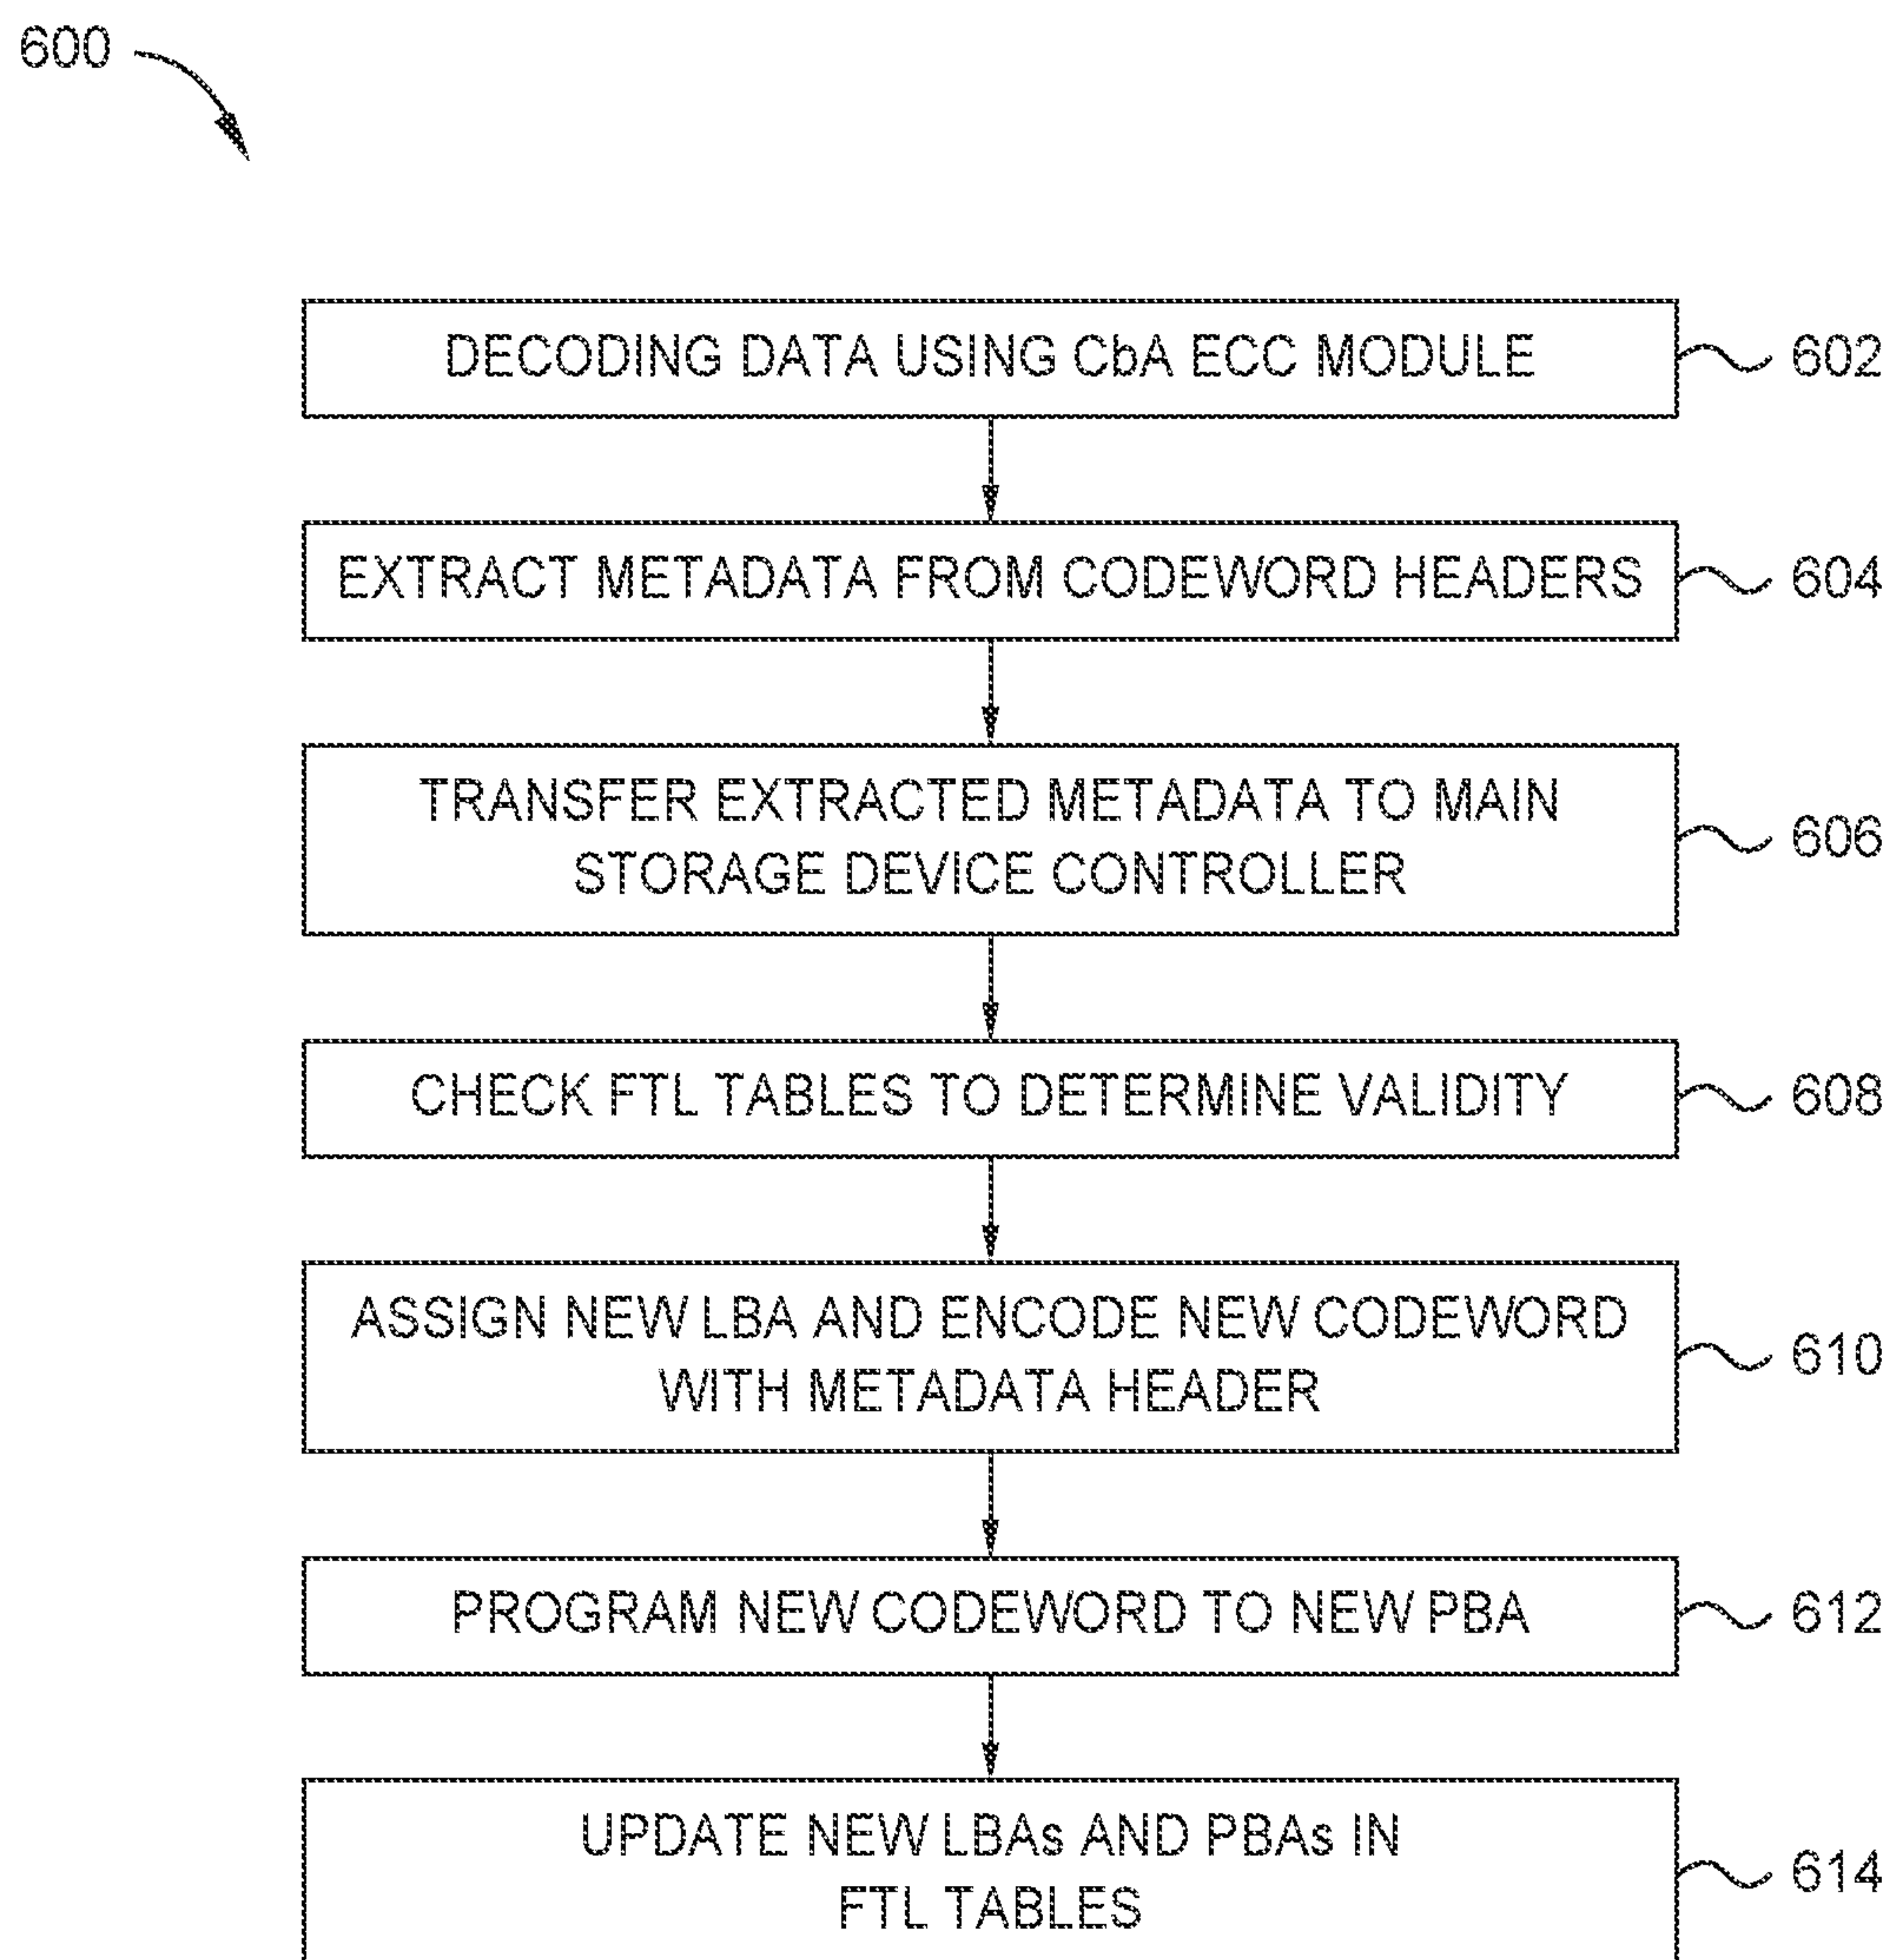 600
DECODING DATA USING CbA ECC MODULE
602
EXTRACT METADATA FROM CODEWORD HEADERS
604
TRANSFER EXTRACTED METADATA TO MAIN
STORAGE DEVICE CONTROLLER
606
CHECK FTL TABLES TO DETERMINE VALIDITY
608
ASSIGN NEW LBA AND ENCODE NEW CODEWORD
WITH METADATA HEADER
610
PROGRAM NEW CODEWORD TO NEW PBA
612
UPDATE NEW LBAs AND PBAs IN
FTL TABLES
614